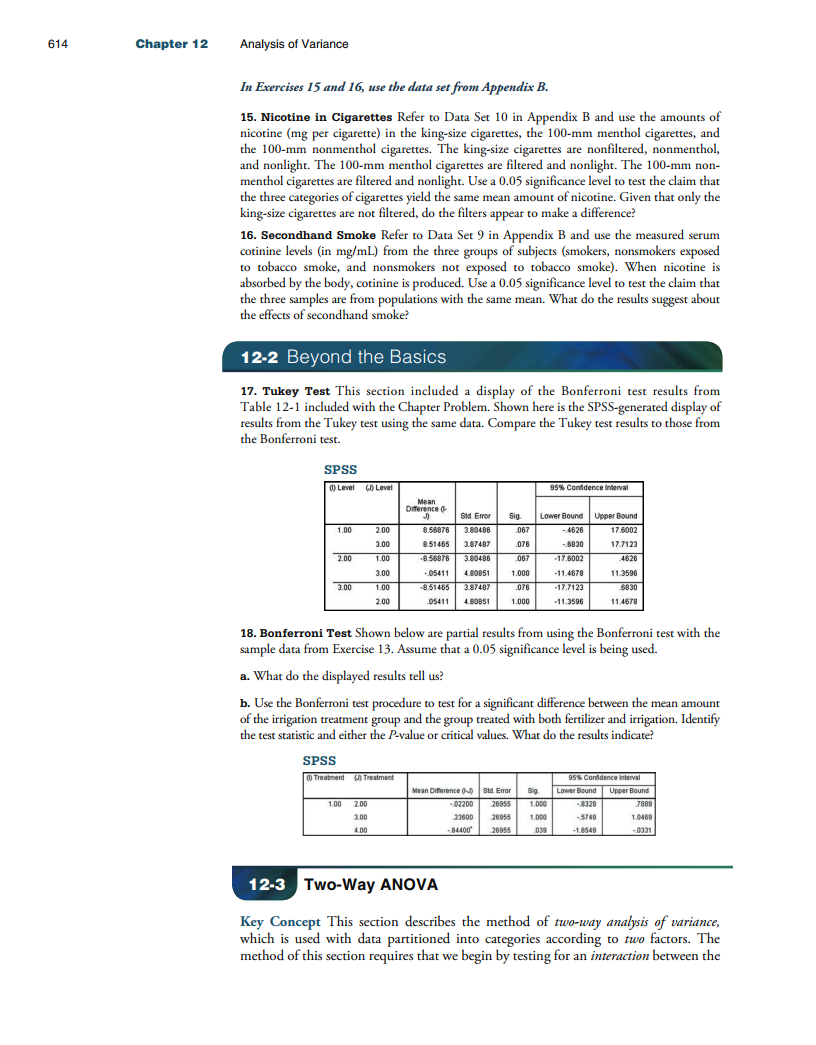 614 Chapter 12 Analysis of Variance
In Exercises 15 and 16, use the data set from Appendix B.
15. Nicotine in Cigarettes Refer to Data Set 10 in Appendix B and use the amounts of
nicotine (mg per cigarette) in the king-size cigarettes, the 100-mm menthol cigarettes, and
the 100-mm nonmenthol cigarettes. The king-size cigarettes are nonfiltered, nonmenthol,
and nonlight. The 100-mm menthol cigarettes are filtered and nonlight. The 100-mm non-
menthol cigarettes are filtered and nonlight. Use a 0.05 significance level to test the claim that
the three categories of cigarettes yield the same mean amount of nicotine. Given that only the
king-size cigarettes are not filtered, do the filters appear to make a difference?
16. Secondhand Smoke Refer to Data Set 9 in Appendix B and use the measured serum
cotinine levels (in mg/mL) from the three groups of subjects (smokers, nonsmokers exposed
to tobacco smoke, and nonsmokers not exposed to tobacco smoke). When nicotine is
absorbed by the body, cotinine is produced. Use a 0.05 significance level to test the claim that
the three samples are from populations with the same mean. What do the results suggest about
the effects of secondhand smoke?
12-2 Beyond the Basics
17. Tukey Test This section included a display of the Bonferroni test results from
Table 12-1 included with the Chapter Problem. Shown here is the SPSS-generated display of
results from the Tukey test using the same data. Compare the Tukey test results to those from
the Bonferroni test.
SPSS
(I) Level (J) Level 95% Confidence Interval
Mean
Difference (I-
J) Std. Error Sig. Lower Bound Upper Bound
1.00 2.00 8.56876 3.80486 .067 -.4626 17.6002
3.00 8.51465 3.87487 .076 -.6830 17.7123
2.00 1.00 -8.56876 3.80486 .067 -17.6002 .4626
3.00 -.05411 4.80851 1.000 -11.4678 11.3596
3.00 1.00 -8.51465 3.87487 .076 -17.7123 .6830
2.00 .05411 4.80851 1.000 -11.3596 11.4678
18. Bonferroni Test Shown below are partial results from using the Bonferroni test with the
sample data from Exercise 13. Assume that a 0.05 significance level is being used.
a. What do the displayed results tell us?
b. Use the Bonferroni test procedure to test for a significant difference between the mean amount
of the irrigation treatment group and the group treated with both fertilizer and irrigation. Identify
the test statistic and either the P-value or critical values. What do the results indicate?
SPSS
(I) Treatment (J) Treatment 95% Confidence Interval
Mean Difference (I-J) Std. Error Sig. Lower Bound Upper Bound
1.00 2.00 -.02200 .26955 1.000 -.8329 .7889
3.00 .23600 .26955 1.000 -.5749 1.0469
4.00 -.84400* .26955 .039 -1.6549 -.0331
12-3 Two-Way ANOVA
Key Concept This section describes the method of two-way analysis of variance,
which is used with data partitioned into categories according to two factors. The
method of this section requires that we begin by testing for an interaction between the